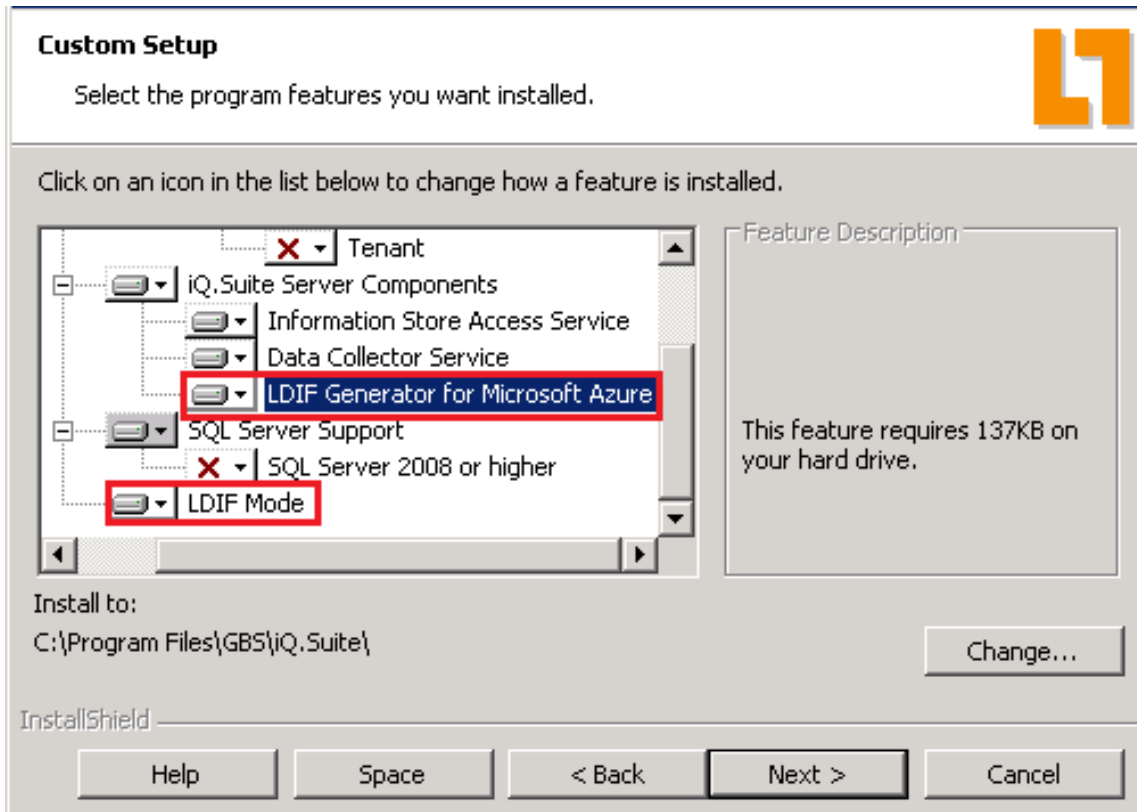 Custom Setup
Select the program features you want installed.
Click on an icon in the list below to change how a feature is installed.
Tenant
iQ.Suite Server Components
Information Store Access Service
Data Collector Service
LDIF Generator for Microsoft Azure
SQL Server Support
SQL Server 2008 or higher
LDIF Mode
Feature Description
This feature requires 137KB on
your hard drive.
Install to:
C:\Program Files\GBS\iQ.Suite\
Change...
InstallShield
Help
Space
< Back
Next >
Cancel